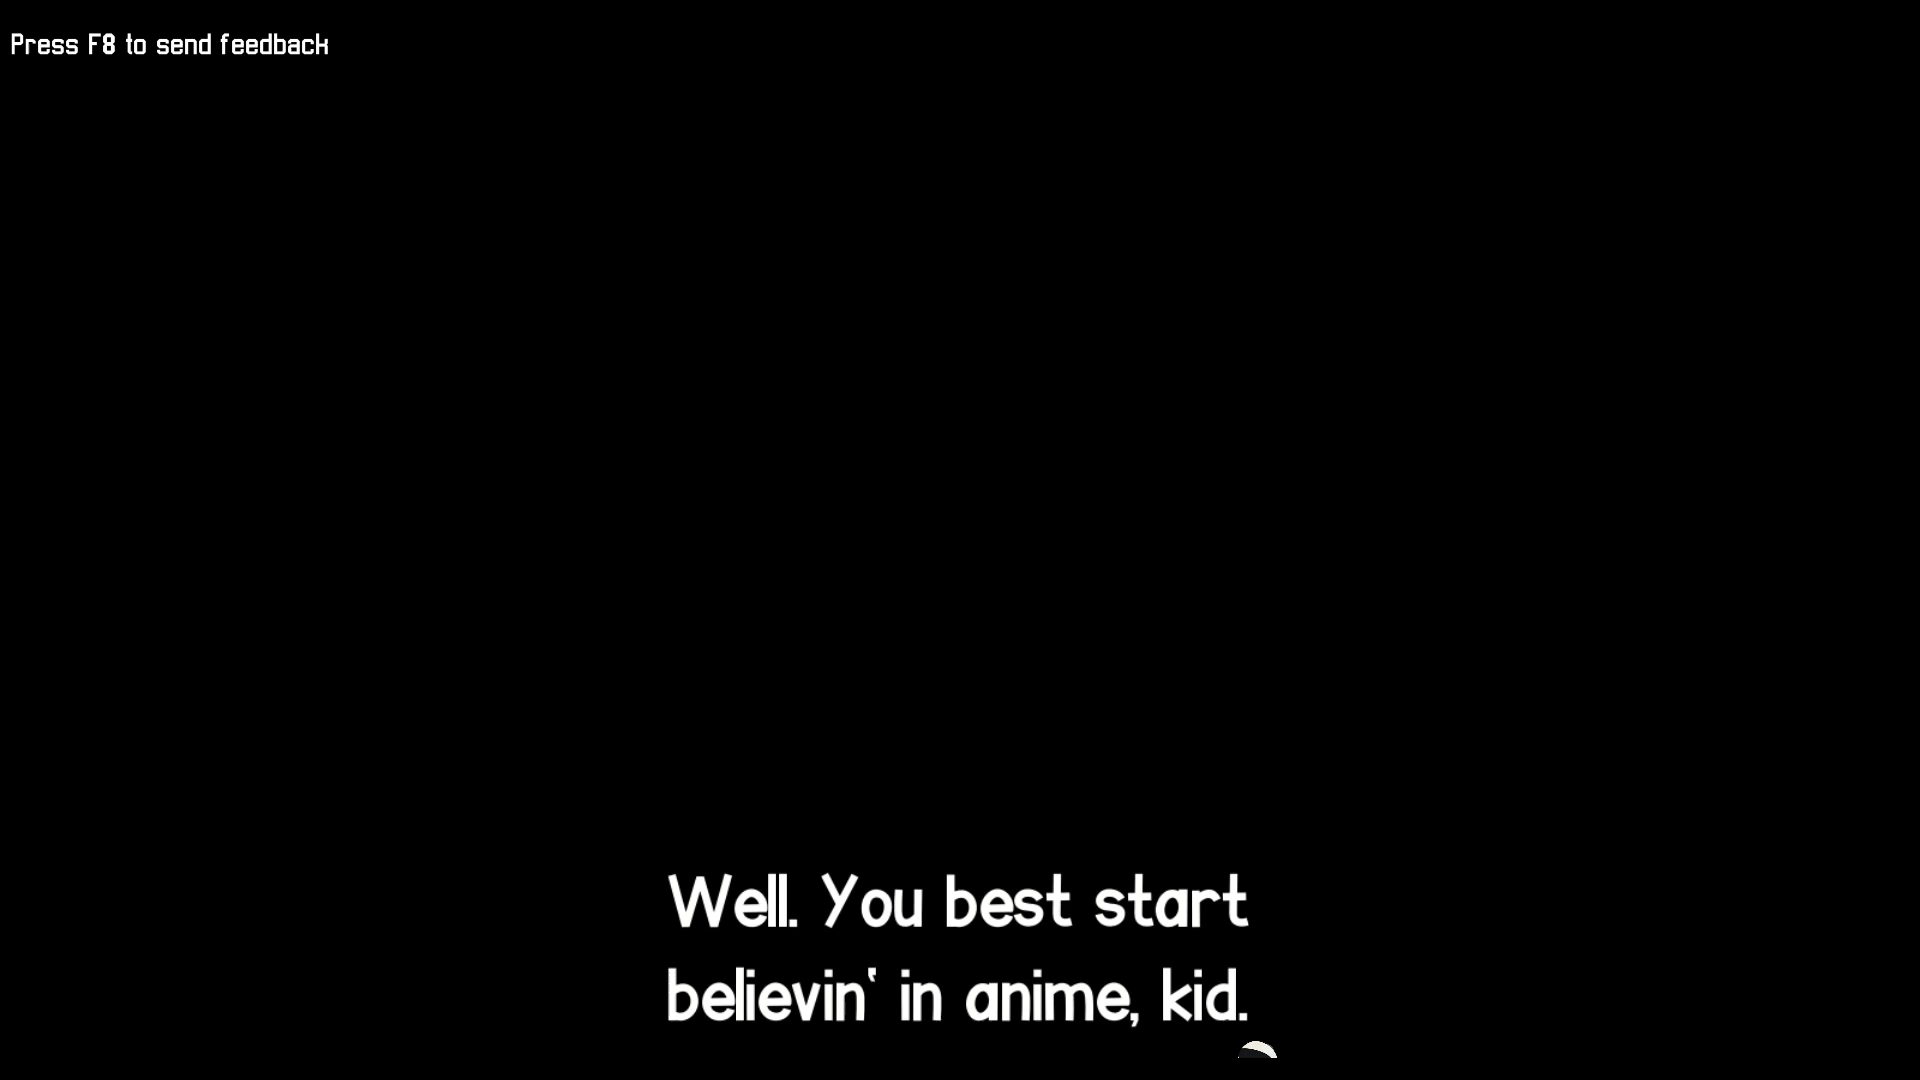 Press F8 to send feedback
Well. You best start
believin' in anime, kid.